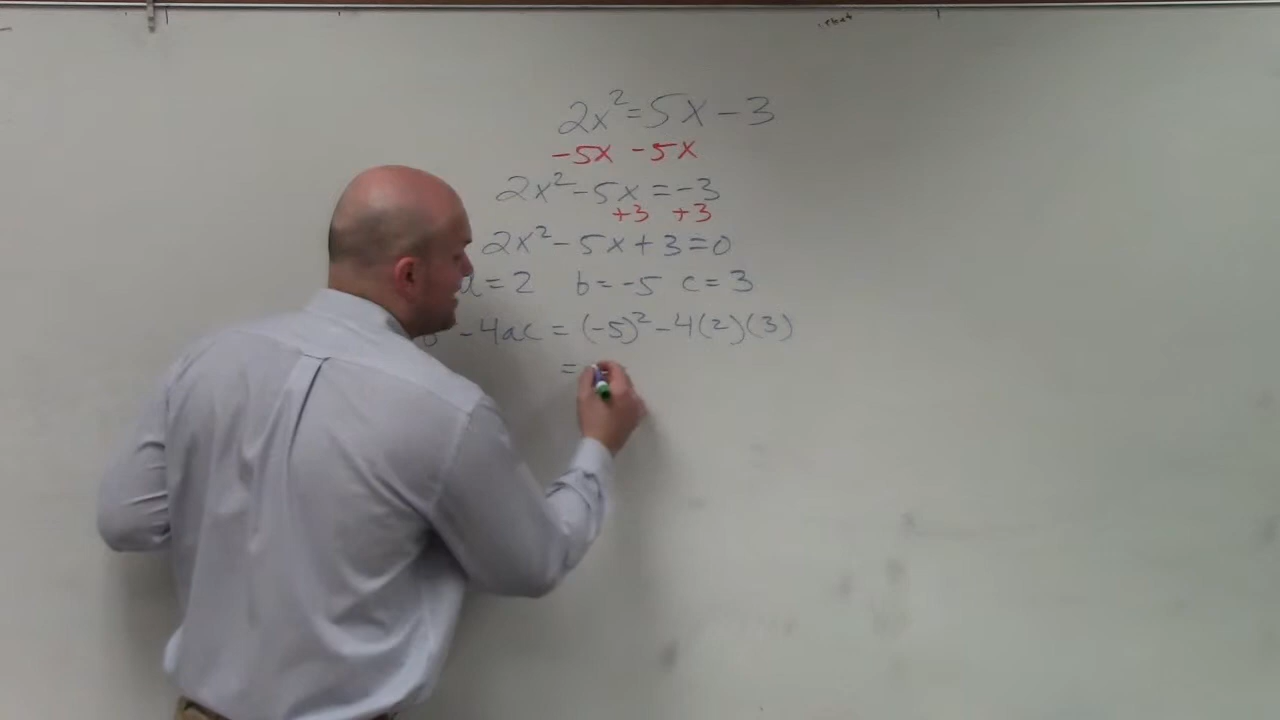 2x²=5x-3
-5x -5x
2x²-5x=-3
+3 +3
2x²-5x+3=0
a=2 b=-5 c=3
-4ac=(-5)²-4(2)(3)
=